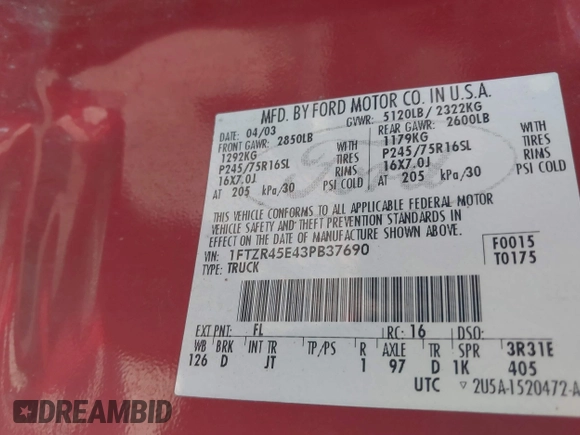 MFD. BY FORD MOTOR CO. IN U.S.A.
DATE: 04/03 GVWR: 5120LB/ 2322KG
FRONT GAWR: 2850LB REAR GAWR: 2600LB
1292KG WITH 1179KG WITH
P245/75R16SL TIRES P245/75R16SL TIRES
16X7.0J RIMS 16X7.0J RIMS
AT 205 kPa/30 PSI COLD AT 205 kPa/30 PSI COLD
Ford
THIS VEHICLE CONFORMS TO ALL APPLICABLE FEDERAL MOTOR
VEHICLE SAFETY AND THEFT PREVENTION STANDARDS IN
EFFECT ON THE DATE OF MANUFACTURE SHOWN ABOVE.
VIN: 1FTZR45E43PB37690 F0015
TYPE: TRUCK T0175
EXT PNT: FL RC: 16 DSO:
WB BRK INT TR TP/PS R AXLE TR SPR 3R31E
126 D JT 1 97 D 1K 405
UTC 2U5A-1520472-A
DREAMBID